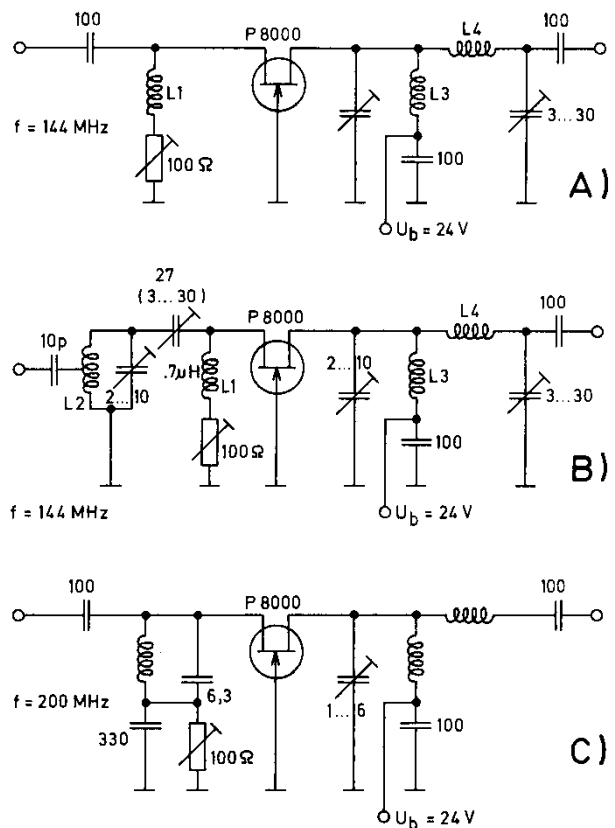 100
P 8000
L4
100
L1
L3
f = 144 MHz
100 Ω
100
3...30
A)
U_b = 24 V
27
(3...30)
P 8000
L4
100
10p
2...10
L3
.7µH
L1
L2
2...10
3...30
100 Ω
100
B)
f = 144 MHz
U_b = 24 V
100
P 8000
100
6,3
f = 200 MHz
1...16
330
100 Ω
100
C)
U_b = 24 V